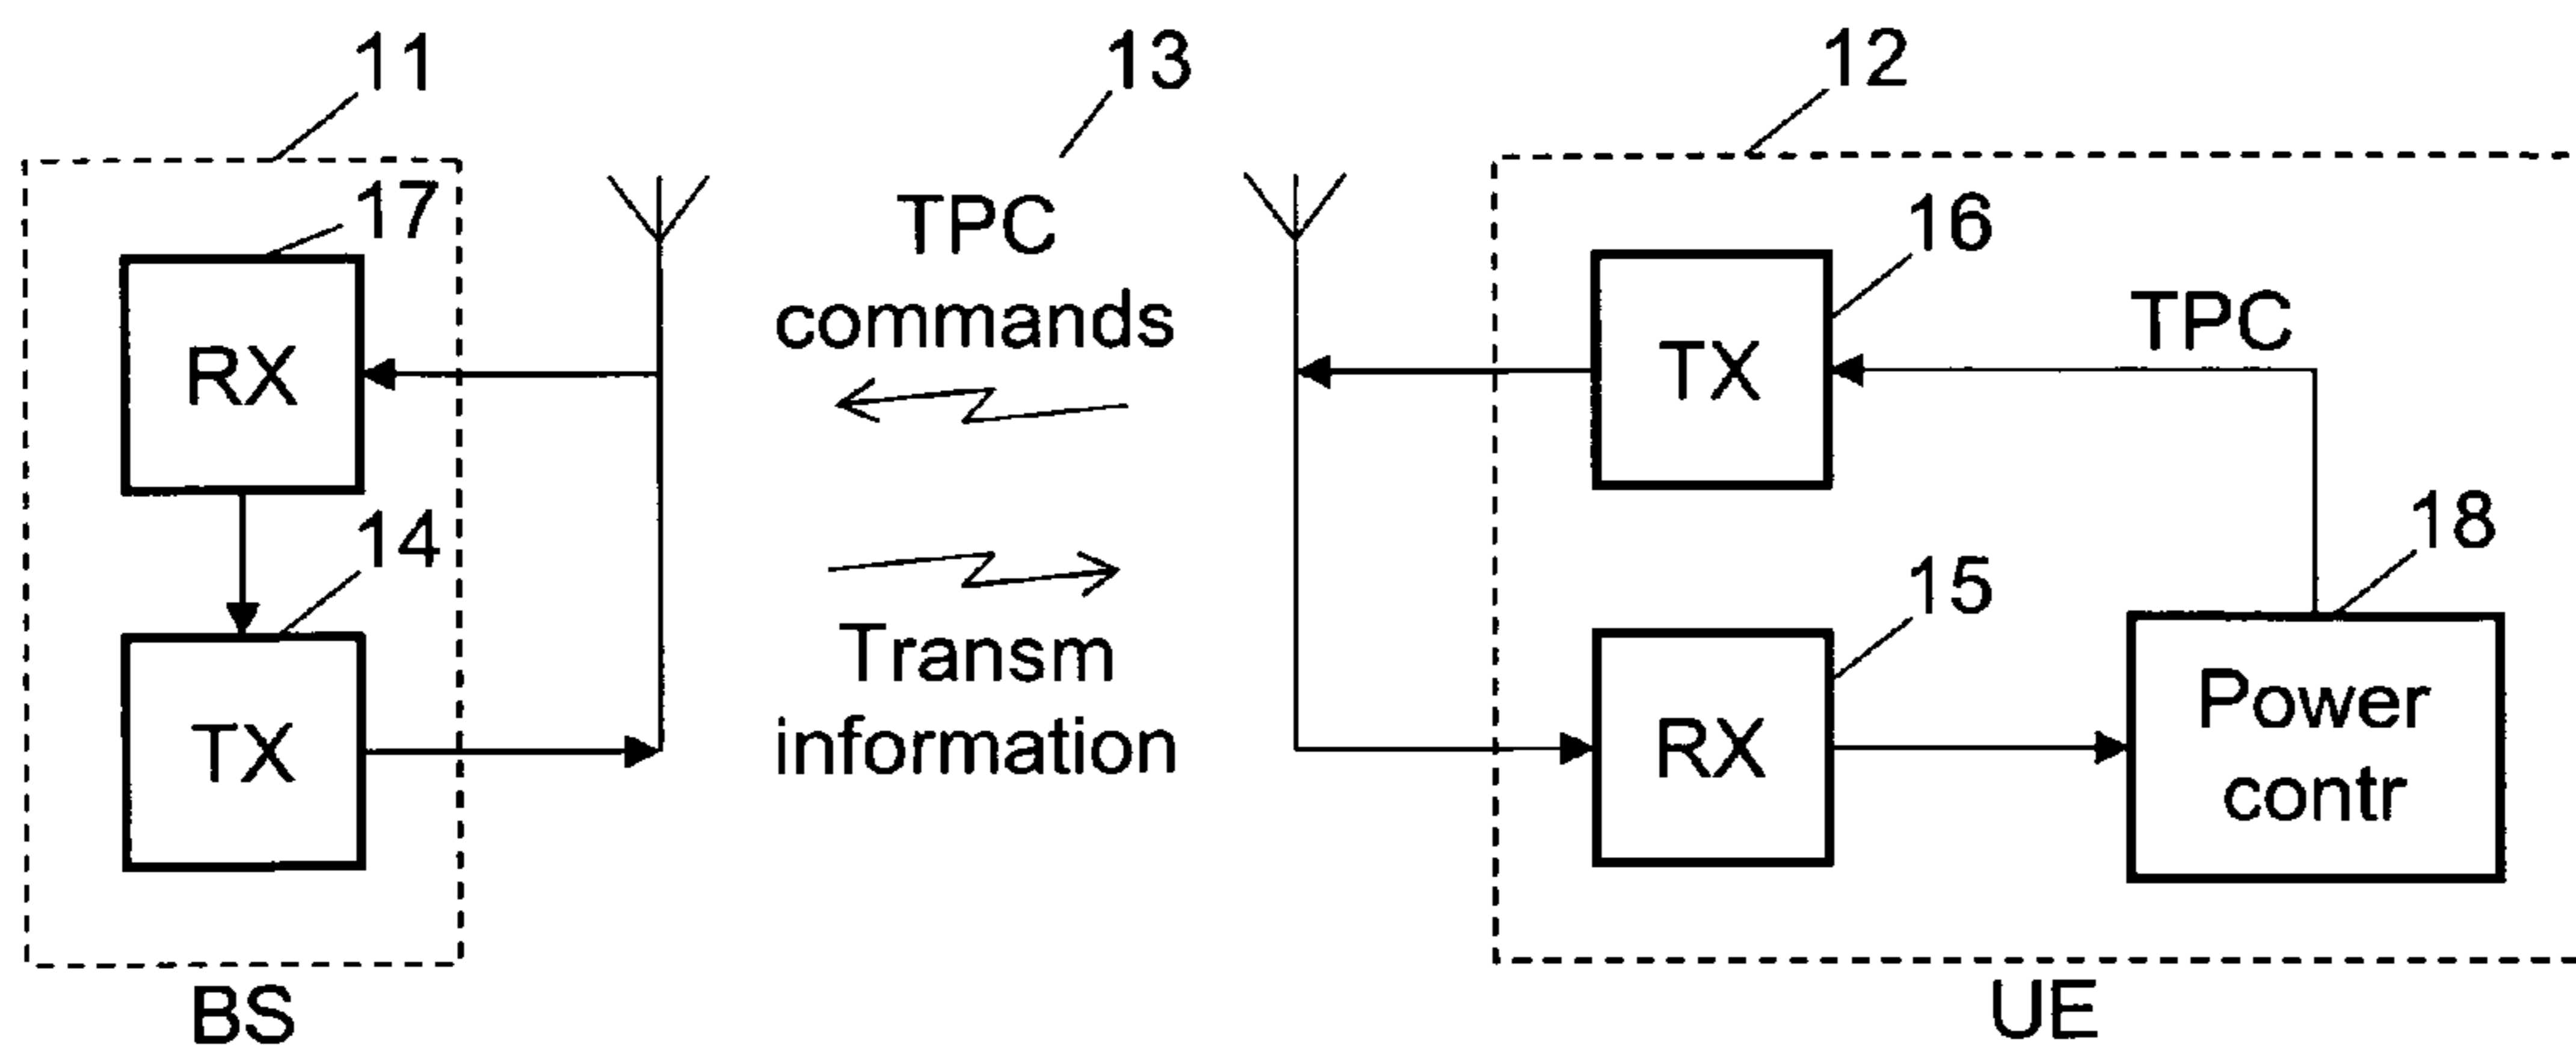 11
13
12
17
TPC
commands
16
TPC
RX
TX
14
15
18
Transm
information
TX
RX
Power
contr
BS
UE